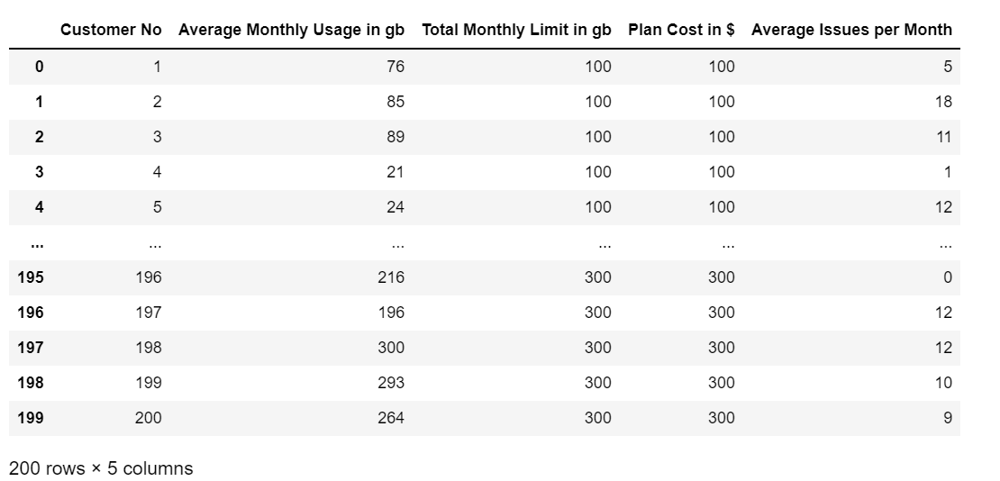 Customer No Average Monthly Usage in gb Total Monthly Limit in gb Plan Cost in $ Average Issues per Month
0 1 76 100 100 5
1 2 85 100 100 18
2 3 89 100 100 11
3 4 21 100 100 1
4 5 24 100 100 12
... ... ... ... ... ...
195 196 216 300 300 0
196 197 196 300 300 12
197 198 300 300 300 12
198 199 293 300 300 10
199 200 264 300 300 9
200 rows × 5 columns